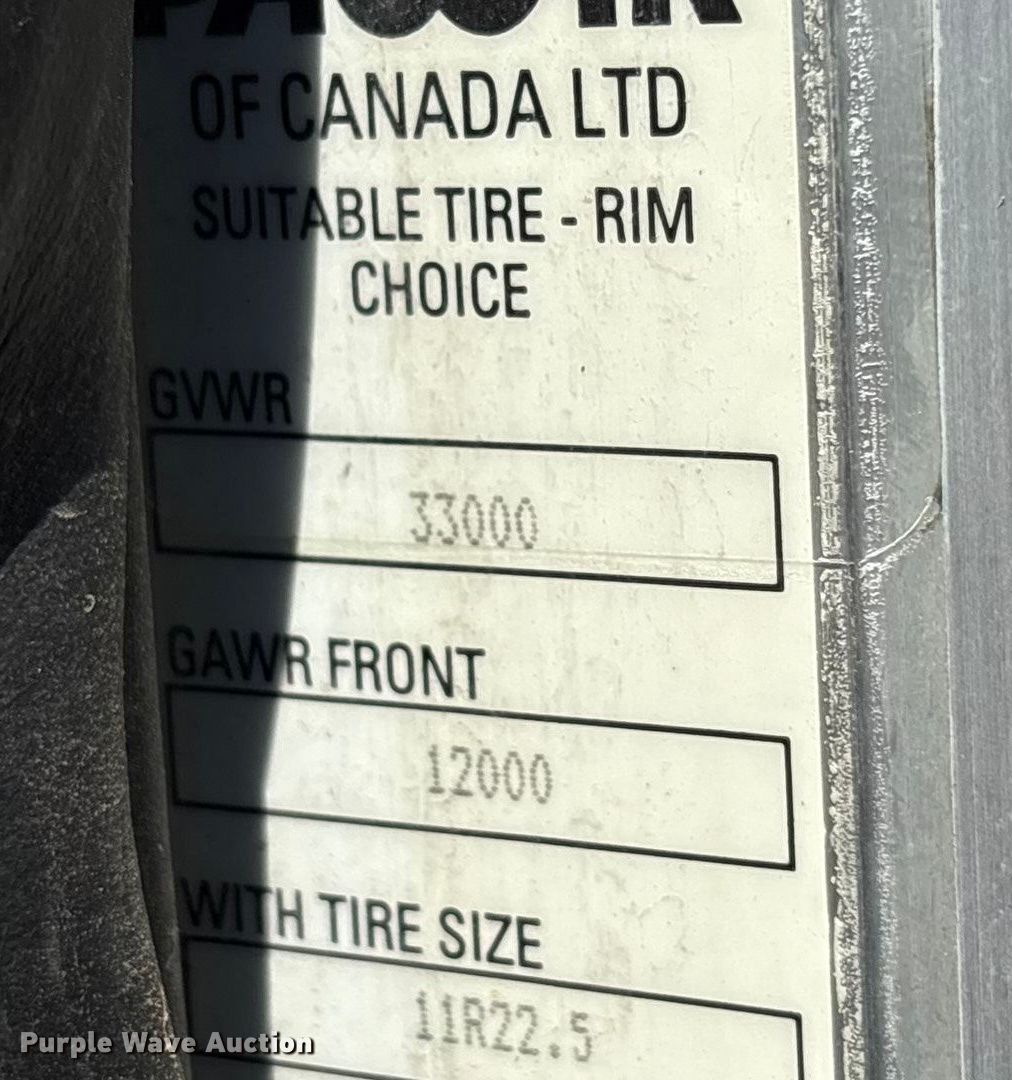 OF CANADA LTD
SUITABLE TIRE - RIM
CHOICE
GVWR
33000
GAWR FRONT
12000
WITH TIRE SIZE
11R22.5
Purple Wave Auction